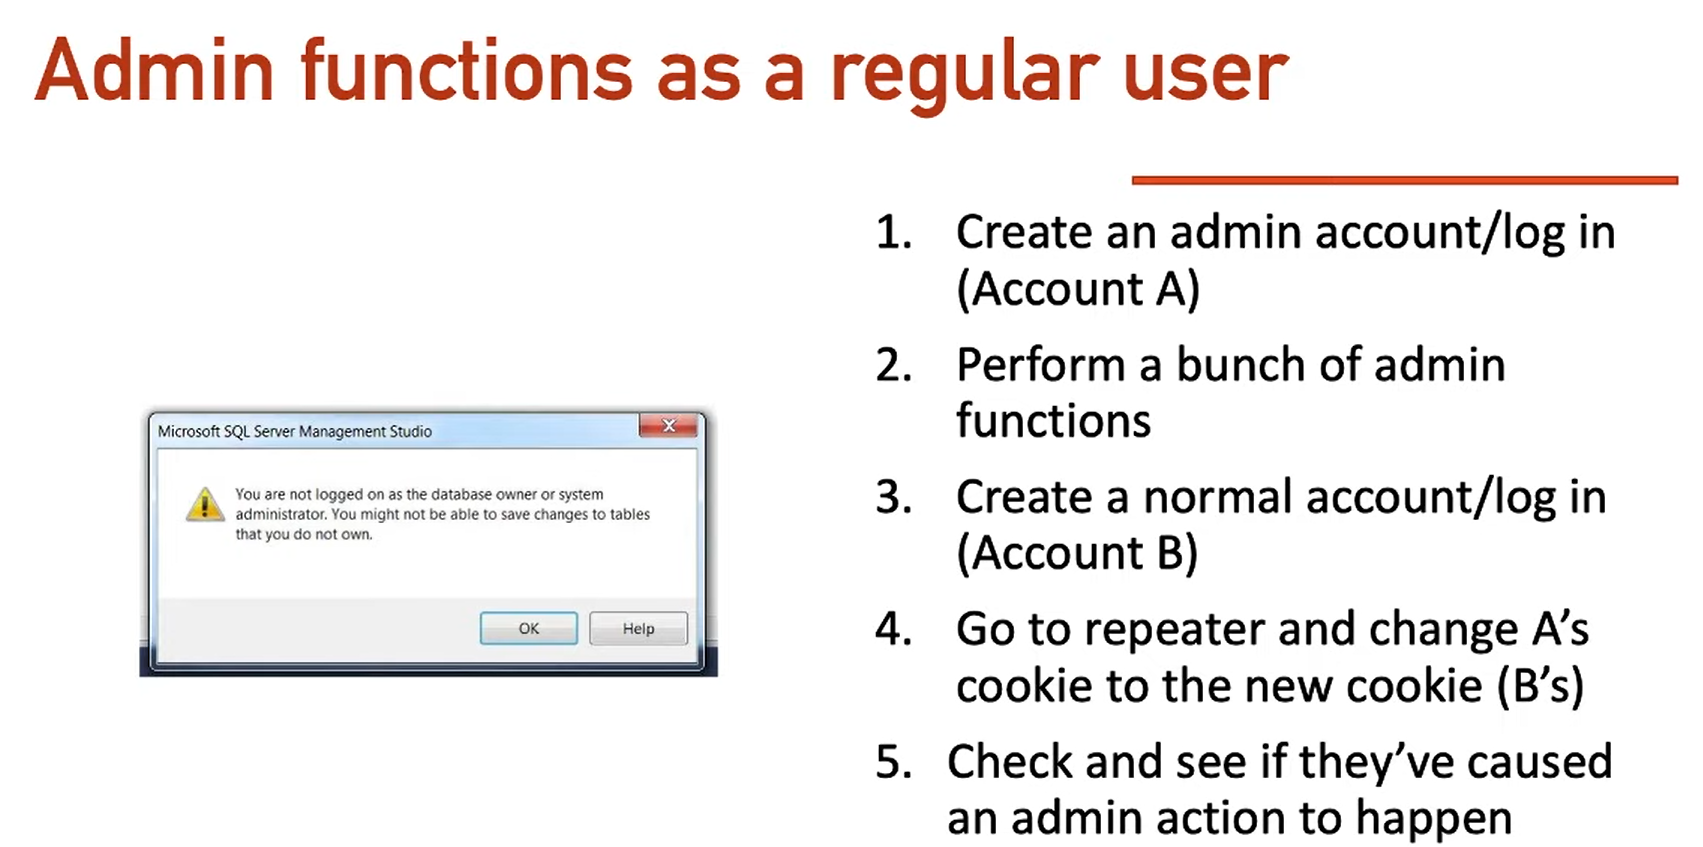 Admin functions as a regular user
1. Create an admin account/log in
(Account A)
2. Perform a bunch of admin
functions
3. Create a normal account/log in
(Account B)
4. Go to repeater and change A's
cookie to the new cookie (B's)
5. Check and see if they've caused
an admin action to happen
Microsoft SQL Server Management Studio
You are not logged on as the database owner or system
administrator. You might not be able to save changes to tables
that you do not own.
OK
Help